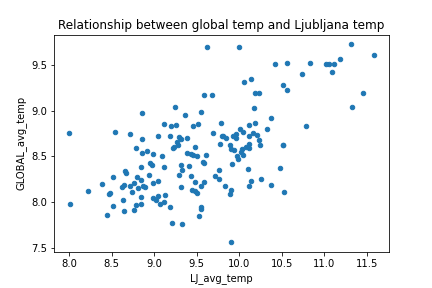 Relationship between global temp and Ljubljana temp
GLOBAL_avg_temp
9.5
9.0
8.5
8.0
7.5
8.0 8.5 9.0 9.5 10.0 10.5 11.0 11.5
LJ_avg_temp